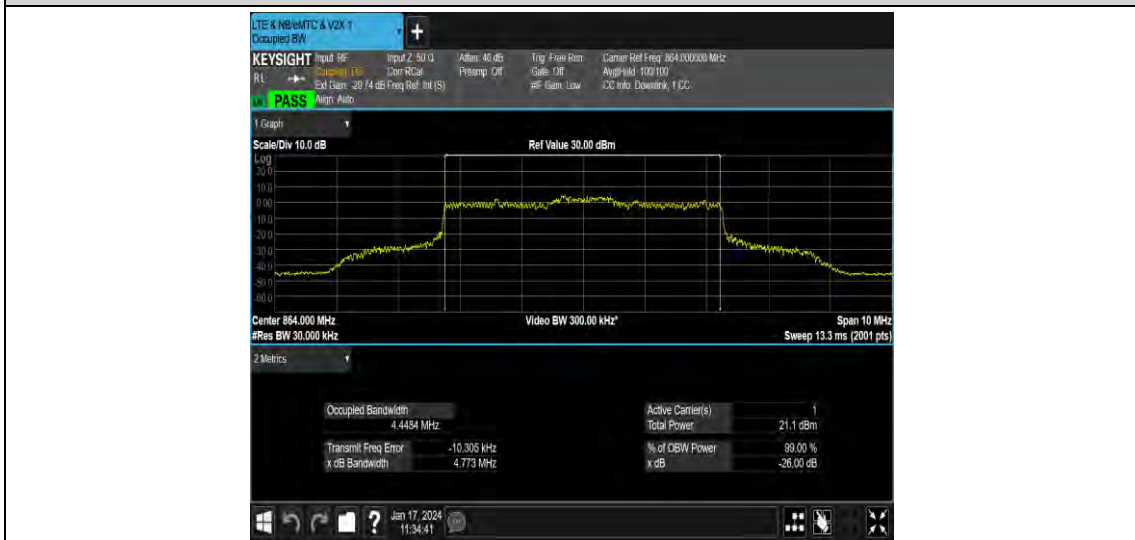 LTE & NB/eMTC & V2X 1
Occupied BW
KEYSIGHT Input: RF Input Z: 50 Ω Atten: 40 dB Trig: Free Run Carrier Ref Freq: 864.000000 MHz
RL Coupling: DC Corr RCal Preamp: Off Gate: Off Avg|Hold: 100/100
Ext Gain: -20.74 dB Freq Ref: Int (S) #IF Gain: Low CC Info: Downlink, 1 CC
PASS Align: Auto
1 Graph
Scale/Div 10.0 dB Ref Value 30.00 dBm
Log
20.0
10.0
0.00
-10.0
-20.0
-30.0
-40.0
-50.0
-60.0
Center 864.000 MHz Video BW 300.00 kHz* Span 10 MHz
#Res BW 30.000 kHz Sweep 13.3 ms (2001 pts)
2 Metrics
Occupied Bandwidth Active Carrier(s) 1
4.4484 MHz Total Power 21.1 dBm
Transmit Freq Error -10.305 kHz % of OBW Power 99.00 %
x dB Bandwidth 4.773 MHz x dB -26.00 dB
Jan 17, 2024
11:34:41